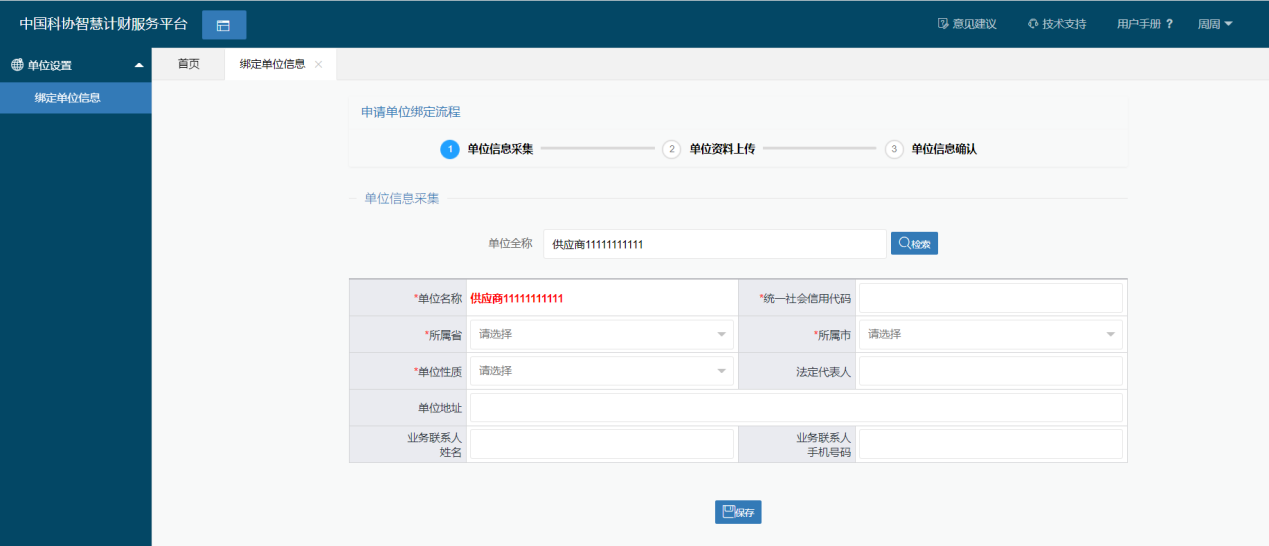 中国科协智慧计财服务平台
意见建议 技术支持 用户手册 ? 周周
单位设置
首页 绑定单位信息 ×
绑定单位信息
申请单位绑定流程
1 单位信息采集 2 单位资料上传 3 单位信息确认
单位信息采集
单位全称 供应商11111111111 检索
*单位名称 供应商11111111111 *统一社会信用代码
*所属省 请选择 *所属市 请选择
*单位性质 请选择 法定代表人
单位地址
业务联系人
姓名
业务联系人
手机号码
保存